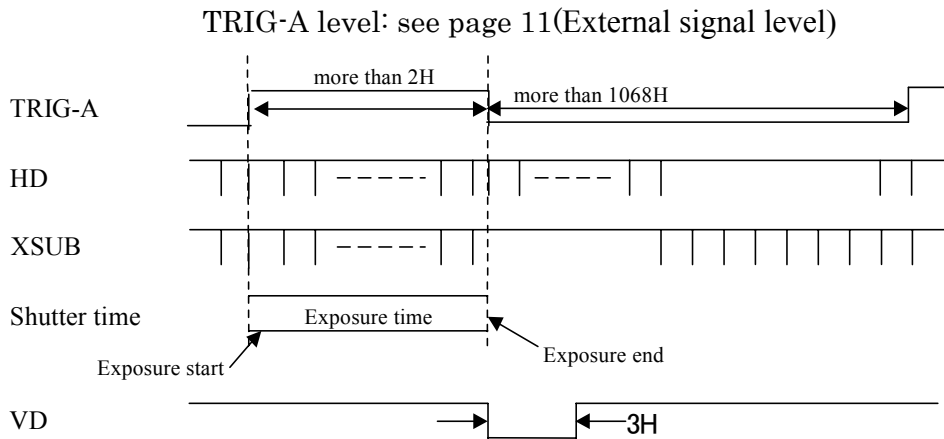 TRIG-A level: see page 11(External signal level)
more than 2H
more than 1068H
TRIG-A
HD
XSUB
Shutter time
Exposure time
Exposure start
Exposure end
VD
3H